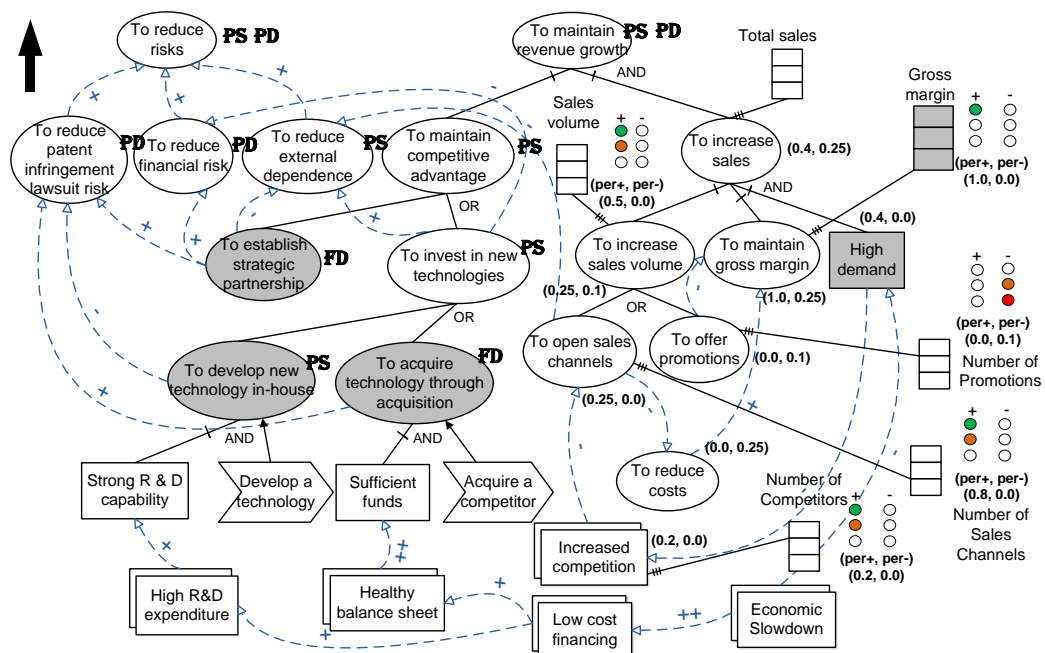 To reduce
risks
PS PD
To maintain
revenue growth
PS PD
AND
Total sales
Gross
margin
+ -
(per+, per-)
(1.0, 0.0)
Sales
volume
+ -
(per+, per-)
(0.5, 0.0)
To reduce
patent
infringement
lawsuit risk
PD
To reduce
financial risk
PD
To reduce
external
dependence
PS
To maintain
competitive
advantage
PS
To increase
sales
(0.4, 0.25)
AND
+
+
+
-
-
OR
(0.4, 0.0)
To establish
strategic
partnership
FD
To invest in new
technologies
PS
To increase
sales volume
(0.25, 0.1)
To maintain
gross margin
(1.0, 0.25)
High
demand
+
+
-
+
-
OR
OR
+ -
(per+, per-)
(0.0, 0.1)
Number of
Promotions
To develop new
technology in-house
PS
To acquire
technology through
acquisition
FD
To open sales
channels
(0.25, 0.0)
To offer
promotions
(0.0, 0.1)
-
-
-
+
AND
AND
+ -
(per+, per-)
(0.8, 0.0)
Number of
Sales
Channels
Strong R & D
capability
Develop a
technology
Sufficient
funds
Acquire a
competitor
To reduce
costs
(0.0, 0.25)
-
Number of
Competitors
+ -
(per+, per-)
(0.2, 0.0)
+
++
Increased
competition
(0.2, 0.0)
-
-
High R&D
expenditure
Healthy
balance sheet
+
Low cost
financing
++
Economic
Slowdown
+